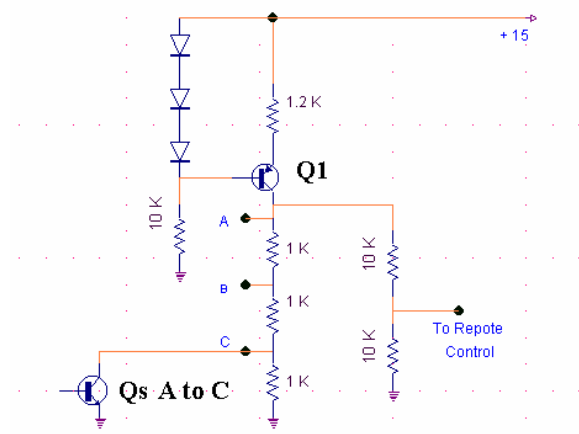 + 15
1.2 K
Q1
10 K
A
1 K
10 K
B
1 K
To Repote
Control
C
10 K
1 K
Qs A to C